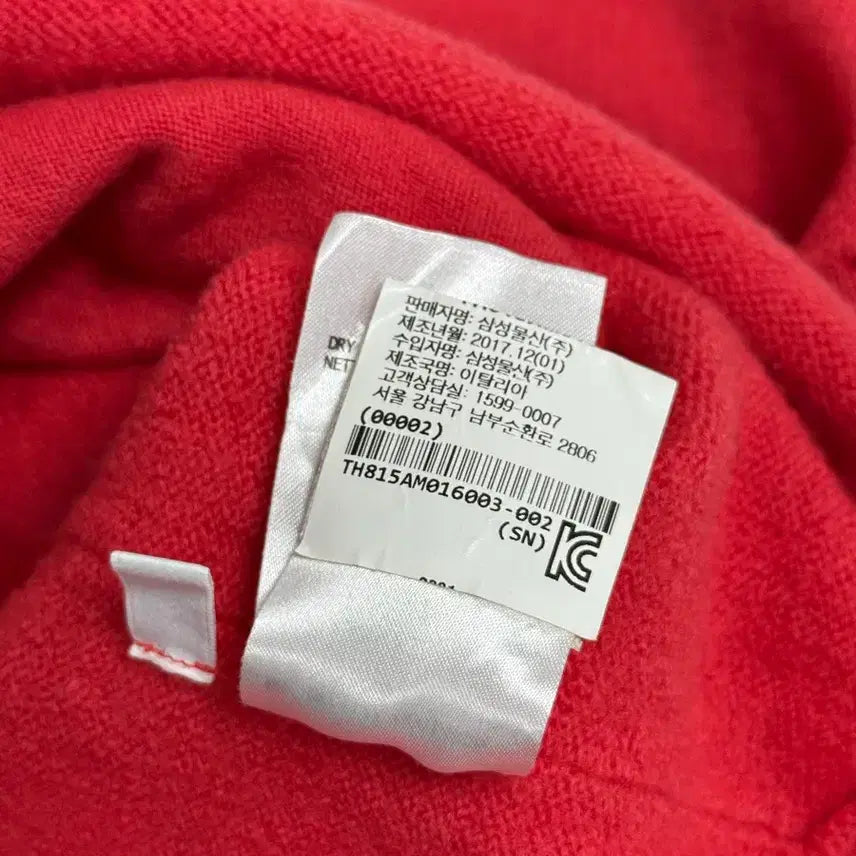 DRY
NET
판매자명: 삼성물산(주)
제조년월: 2017.12(01)
수입자명: 삼성물산(주)
제조국명: 이탈리아
고객상담실: 1599-0007
서울 강남구 남부순환로 2806
(00002)
TH815AM016003-002
(SN)